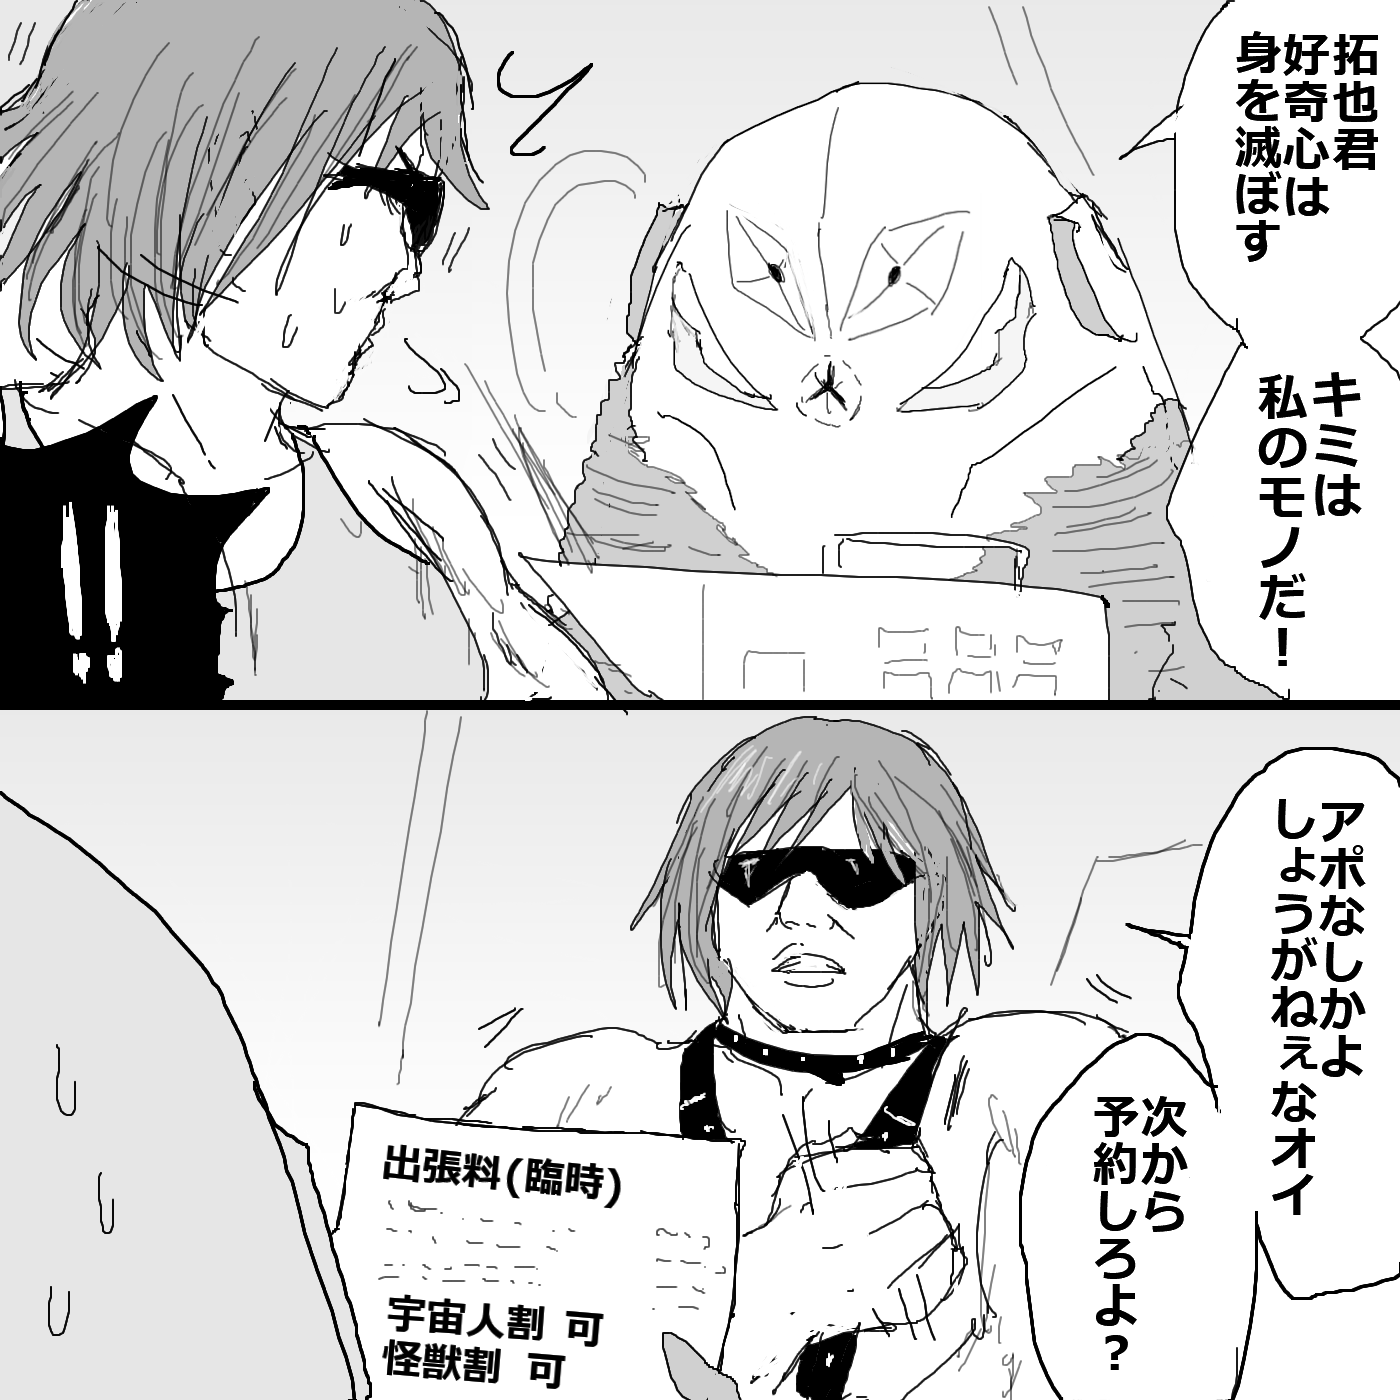 拓也君
好奇心は
身を滅ぼす
キミは
私のモノだ！
アポなしかよ
しょうがねぇなオイ
次から
予約しろよ？
出張料(臨時)
宇宙人割 可
怪獣割 可